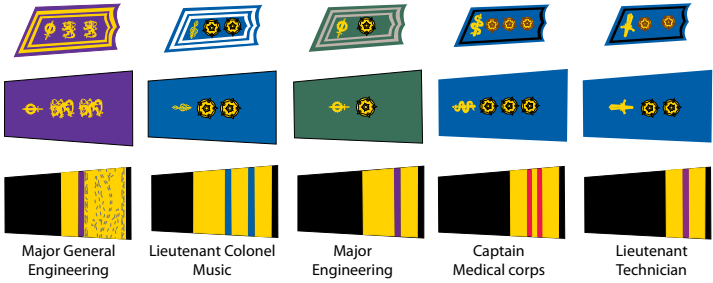 Major General
Engineering
Lieutenant Colonel
Music
Major
Engineering
Captain
Medical corps
Lieutenant
Technician